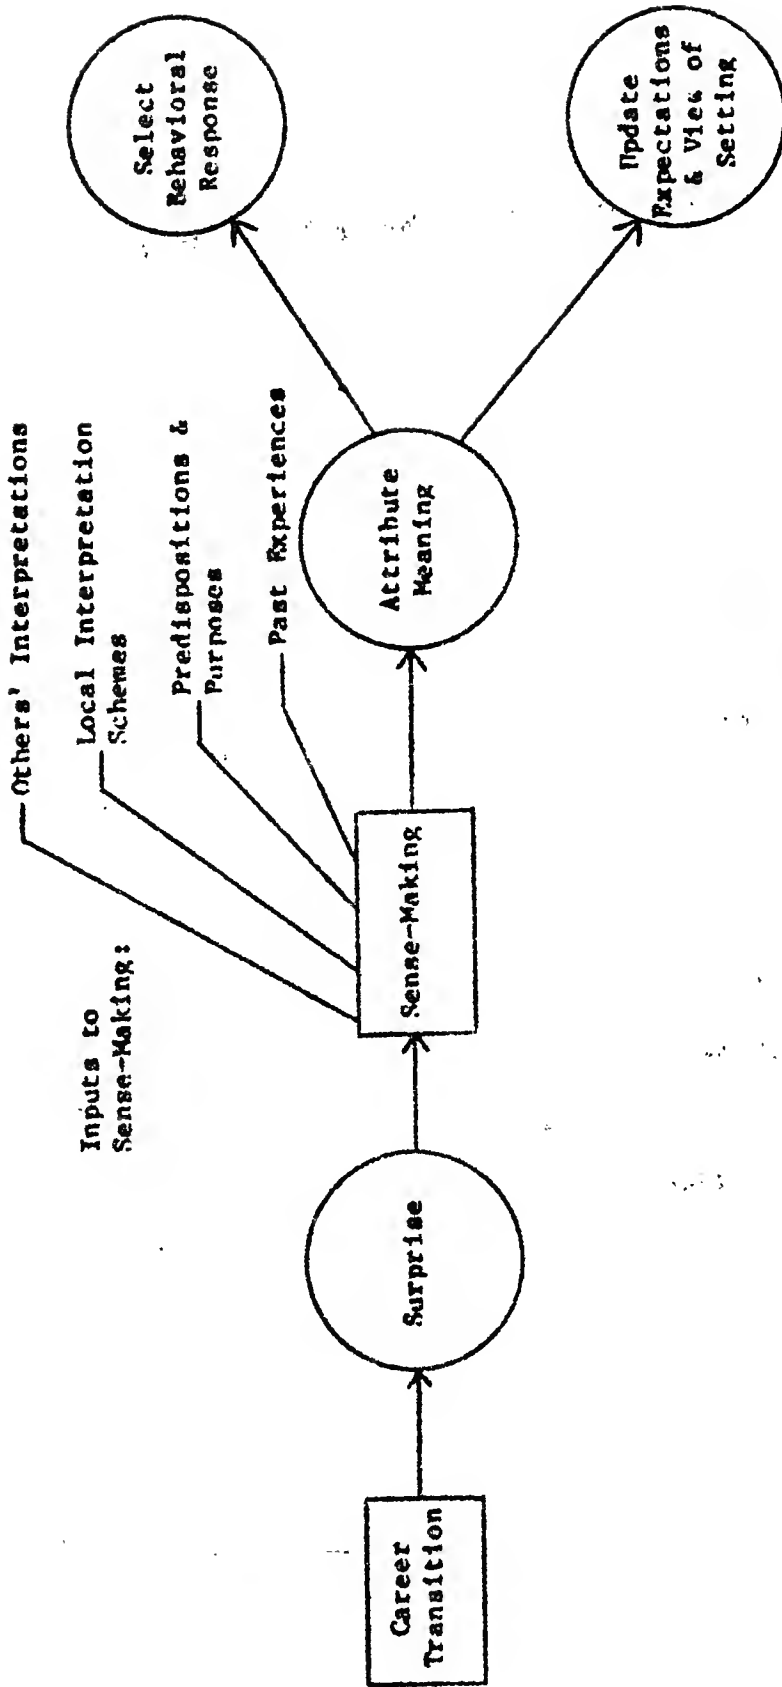 Inputs to
Sense-Making:
Others' Interpretations
Local Interpretation
Schemes
Predispositions &
Purposes
Past Experiences
Career
Transition
Surprise
Sense-Making
Attribute
Meaning
Select
Behavioral
Response
Update
Expectations
& View of
Setting